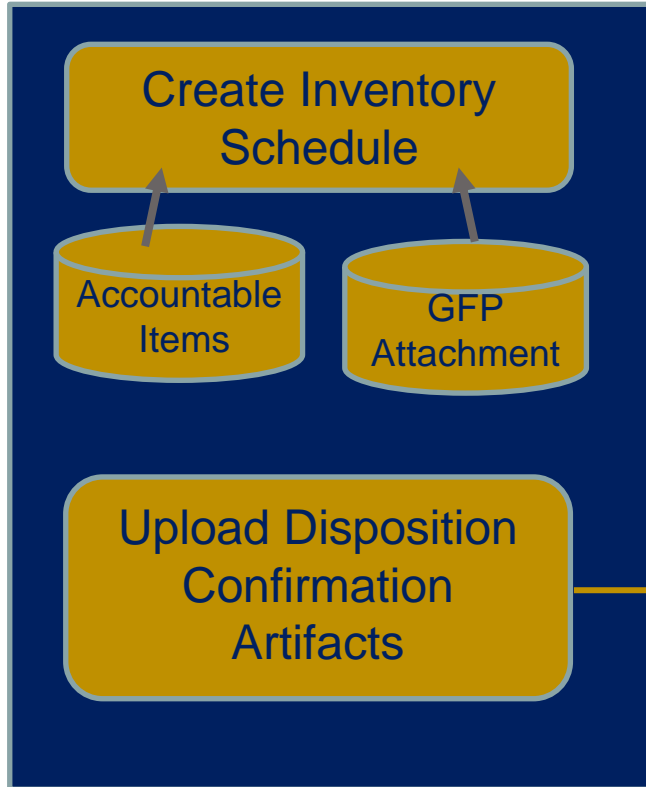 Create Inventory
Schedule
Accountable
Items
GFP
Attachment
Upload Disposition
Confirmation
Artifacts